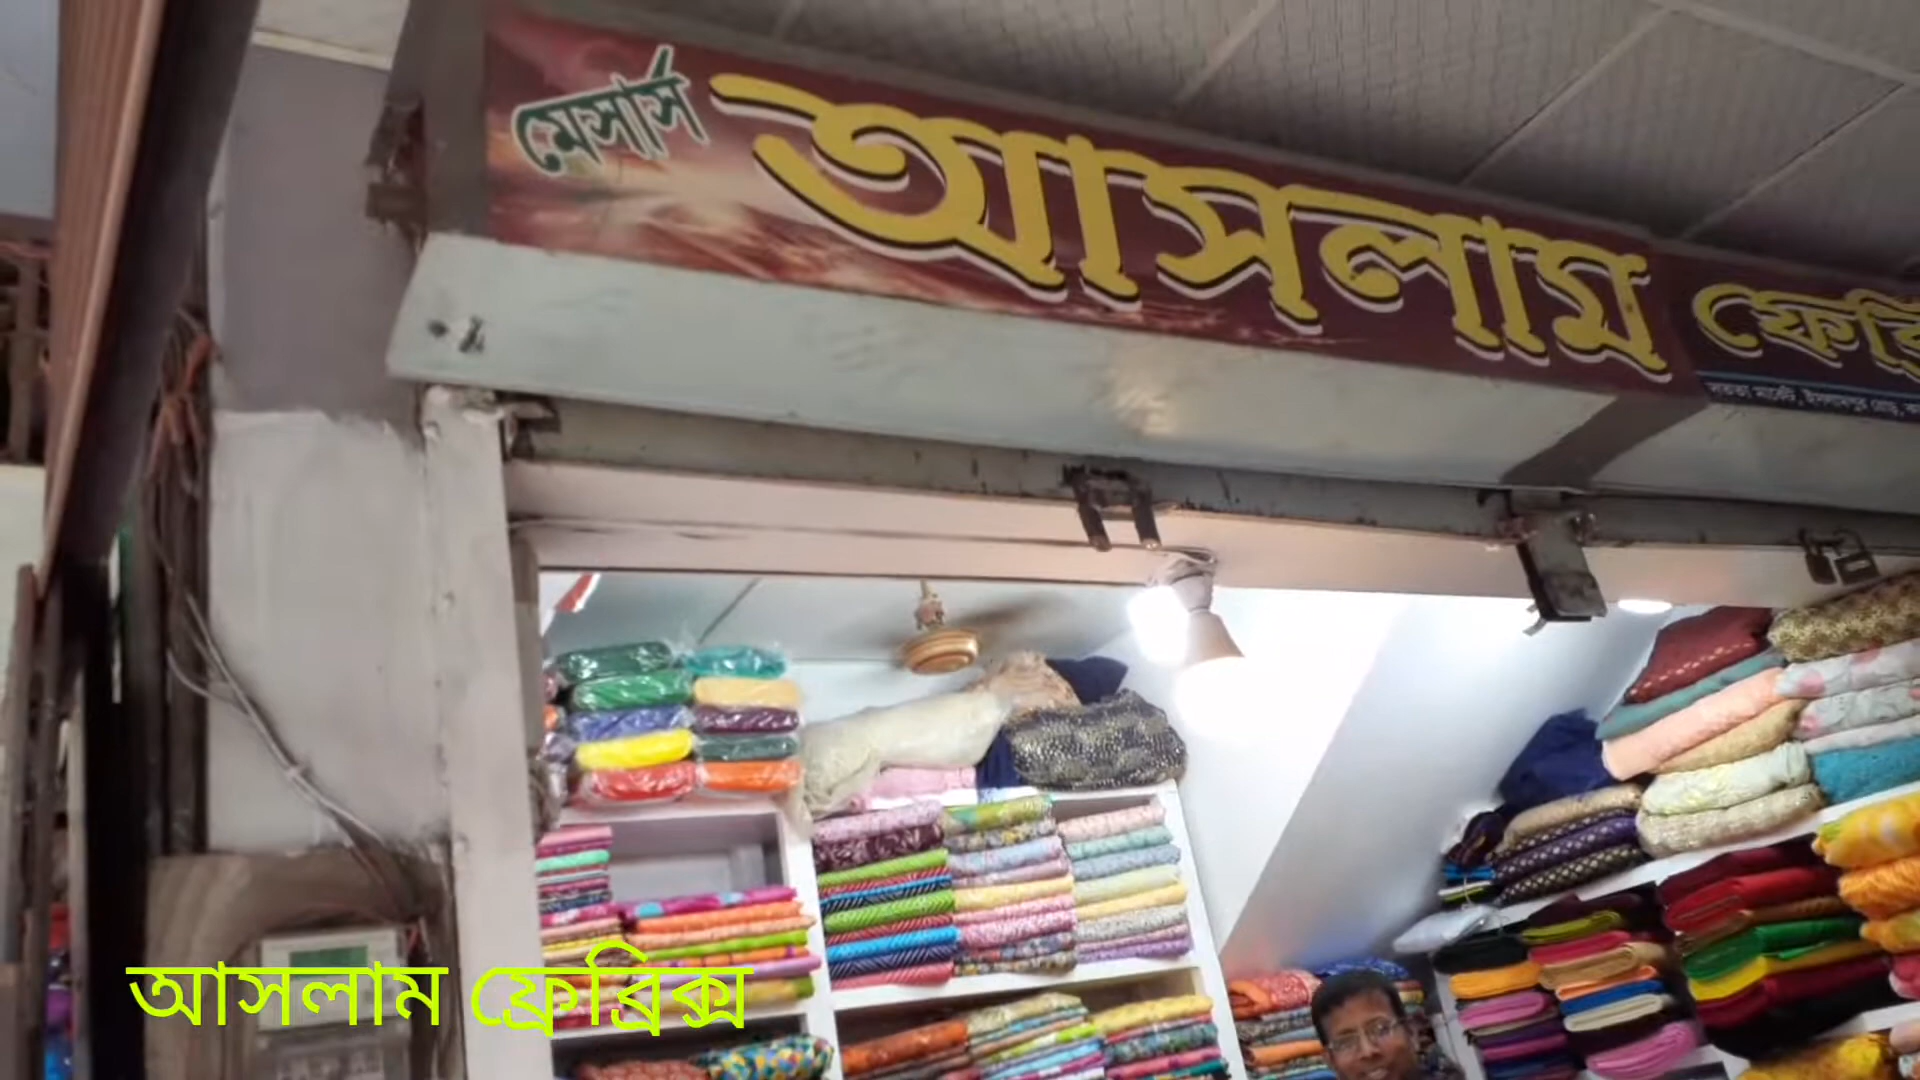 মেসার্স
আসলাম ফেব্রি
আসলাম ফ্রেব্রিক্স